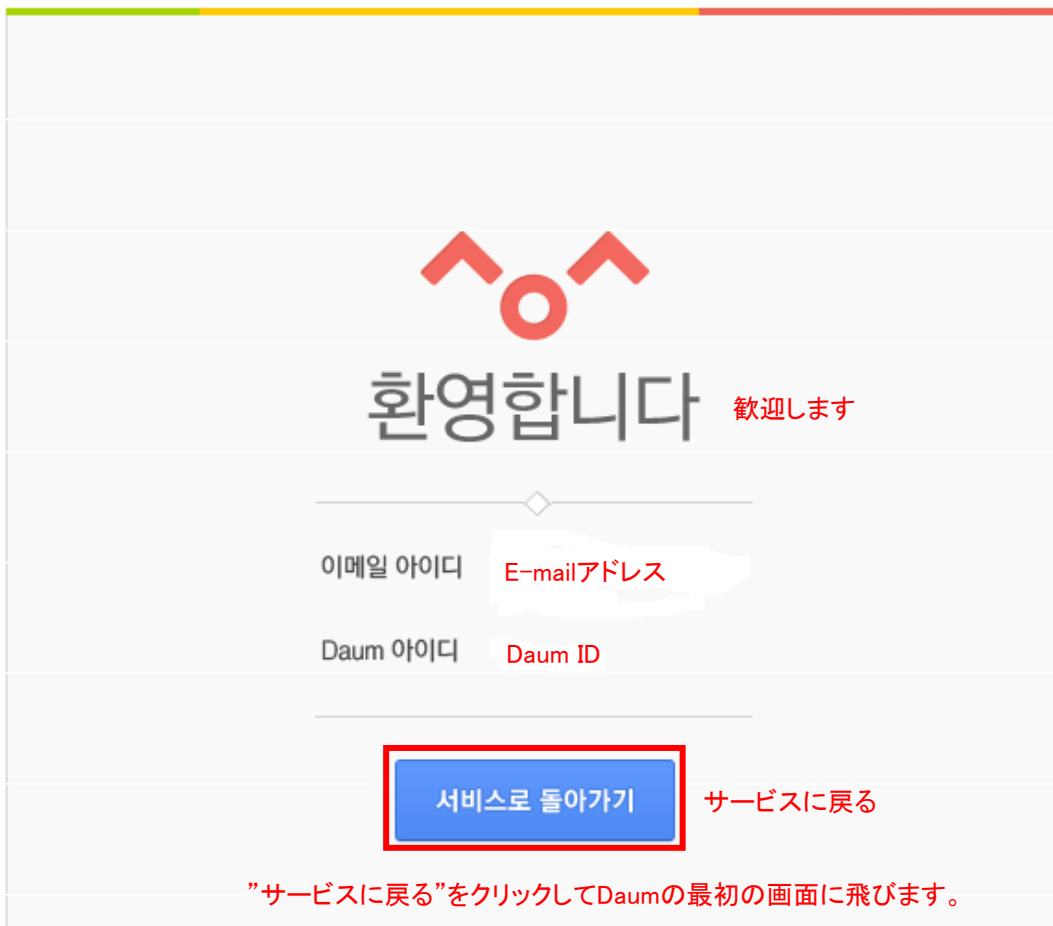 환영합니다 歓迎します
이메일 아이디 E-mailアドレス
Daum 아이디 Daum ID
서비스로 돌아가기 サービスに戻る
”サービスに戻る”をクリックしてDaumの最初の画面に飛びます。